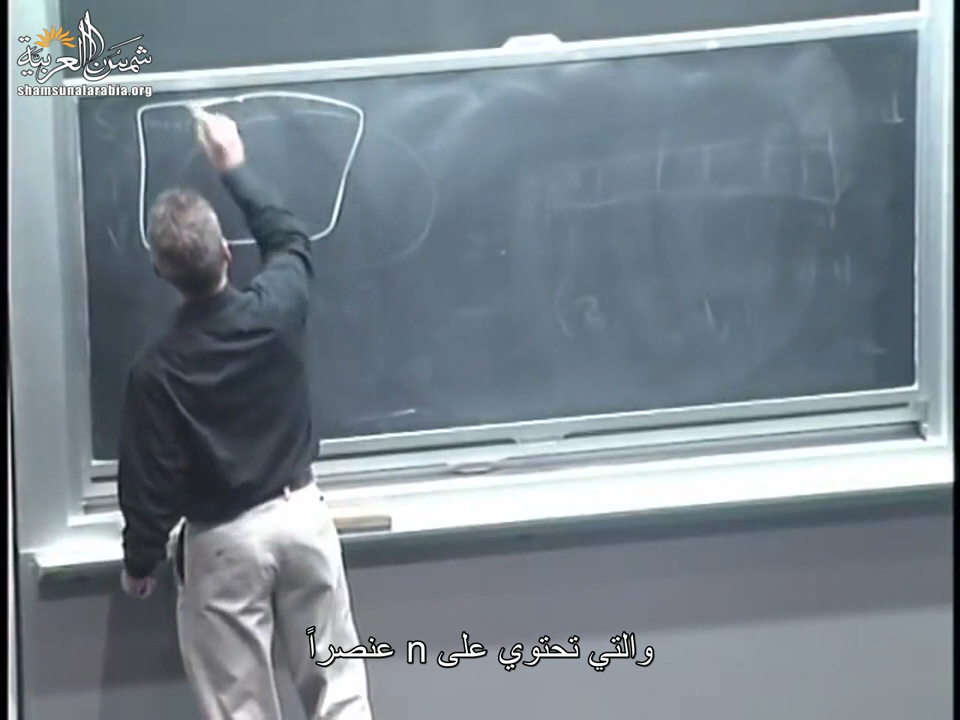 شمس العربية
shamsunalarabia.org
والتي تحتوي على n عنصراً